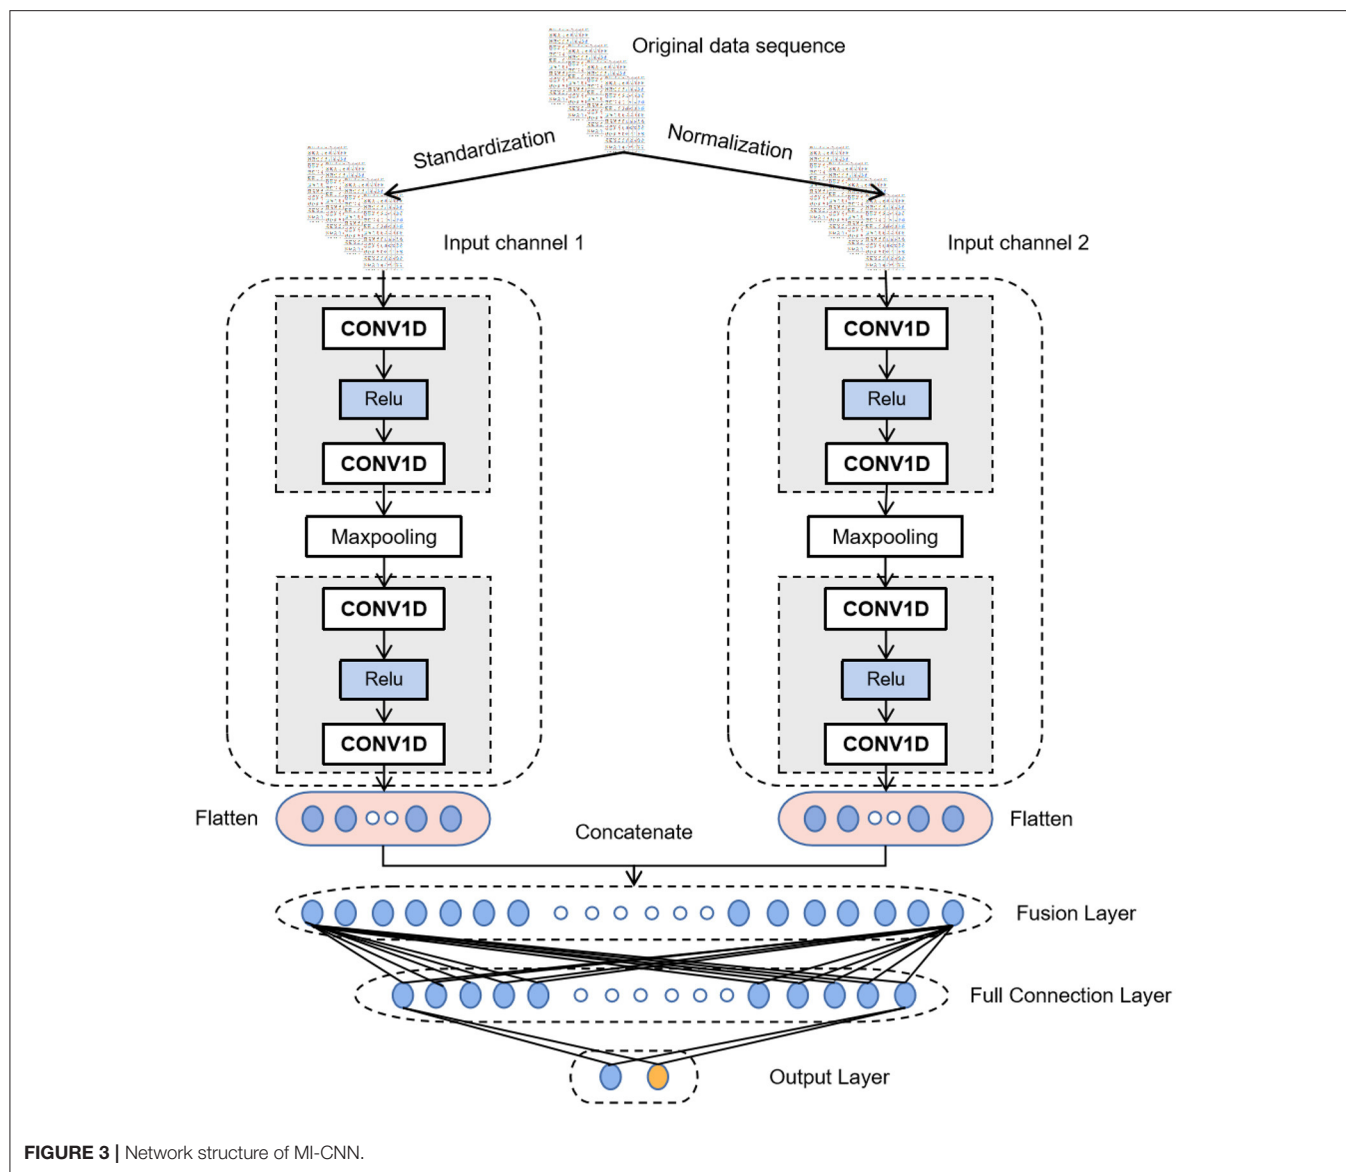 Original data sequence
Standardization
Normalization
Input channel 1
Input channel 2
CONV1D
CONV1D
Relu
Relu
CONV1D
CONV1D
Maxpooling
Maxpooling
CONV1D
CONV1D
Relu
Relu
CONV1D
CONV1D
Flatten
Concatenate
Flatten
Fusion Layer
Full Connection Layer
Output Layer
FIGURE 3 | Network structure of MI-CNN.